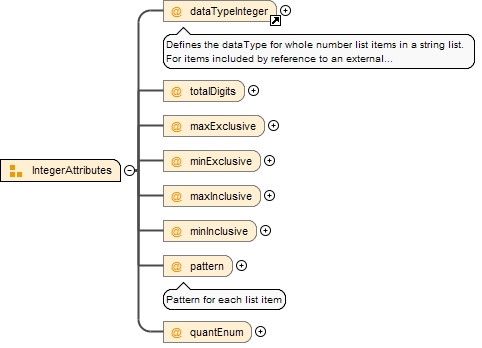 @ dataTypeInteger
Defines the dataType for whole number list items in a string list.
For items included by reference to an external...
@ totalDigits
@ maxExclusive
IntegerAttributes
@ minExclusive
@ maxInclusive
@ minInclusive
@ pattern
Pattern for each list item
@ quantEnum